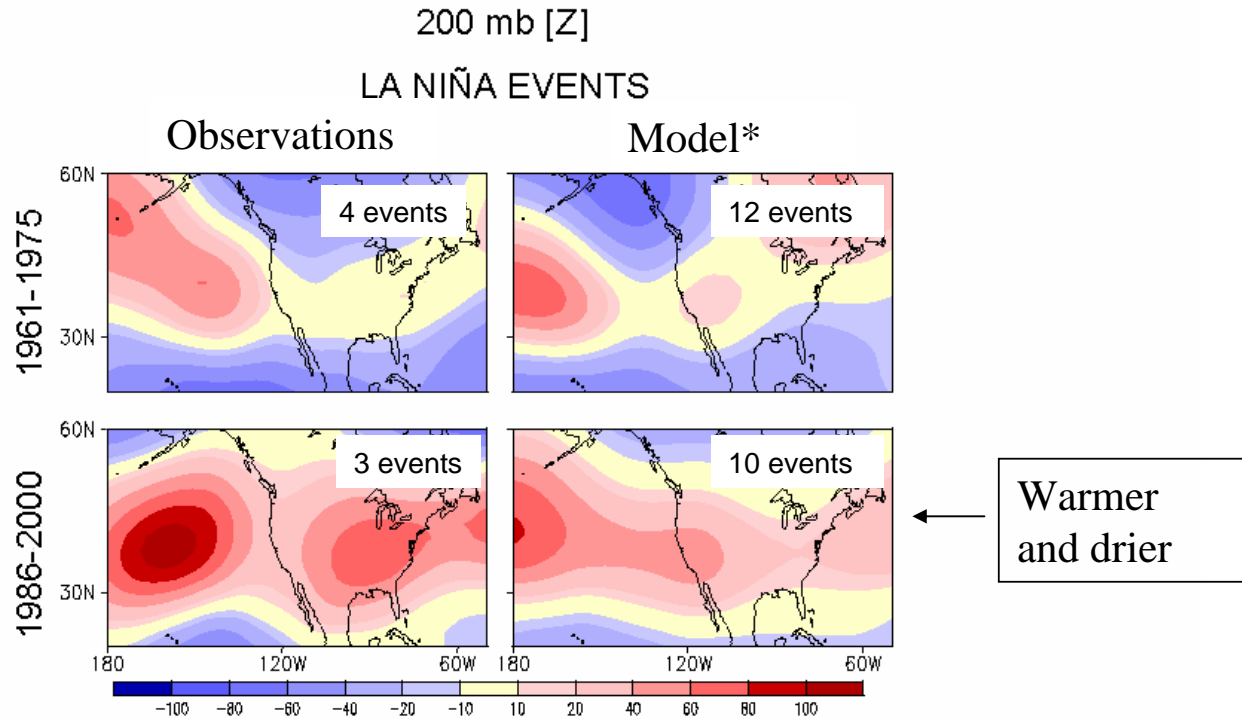 200 mb [Z]
LA NIÑA EVENTS
Observations
Model*
1961-1975
60N
30N
4 events
12 events
1986-2000
60N
30N
3 events
10 events
Warmer
and drier
180 120W 60W 180 120W 60W
-100 -80 -60 -40 -20 -10 10 20 40 60 80 100